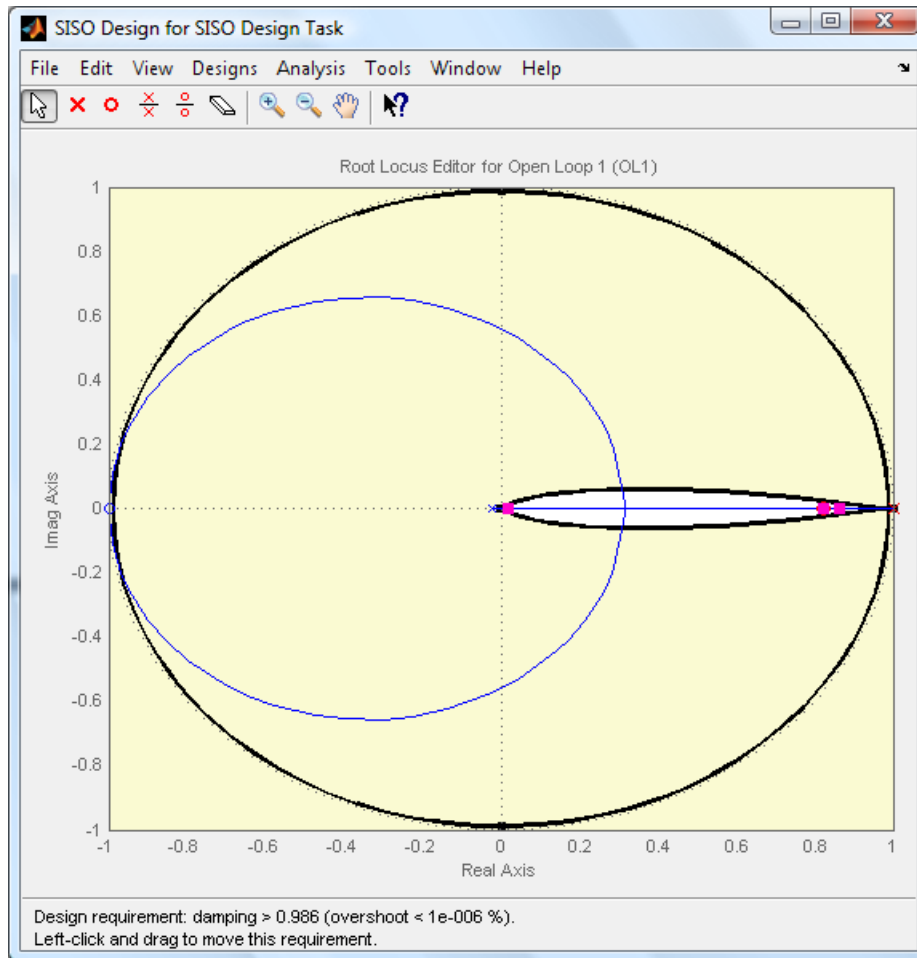 SISO Design for SISO Design Task
File Edit View Designs Analysis Tools Window Help
Root Locus Editor for Open Loop 1 (OL1)
1
0.8
0.6
0.4
0.2
0
-0.2
-0.4
-0.6
-0.8
-1
Imag Axis
-1 -0.8 -0.6 -0.4 -0.2 0 0.2 0.4 0.6 0.8 1
Real Axis
Design requirement: damping > 0.986 (overshoot < 1e-006 %).
Left-click and drag to move this requirement.